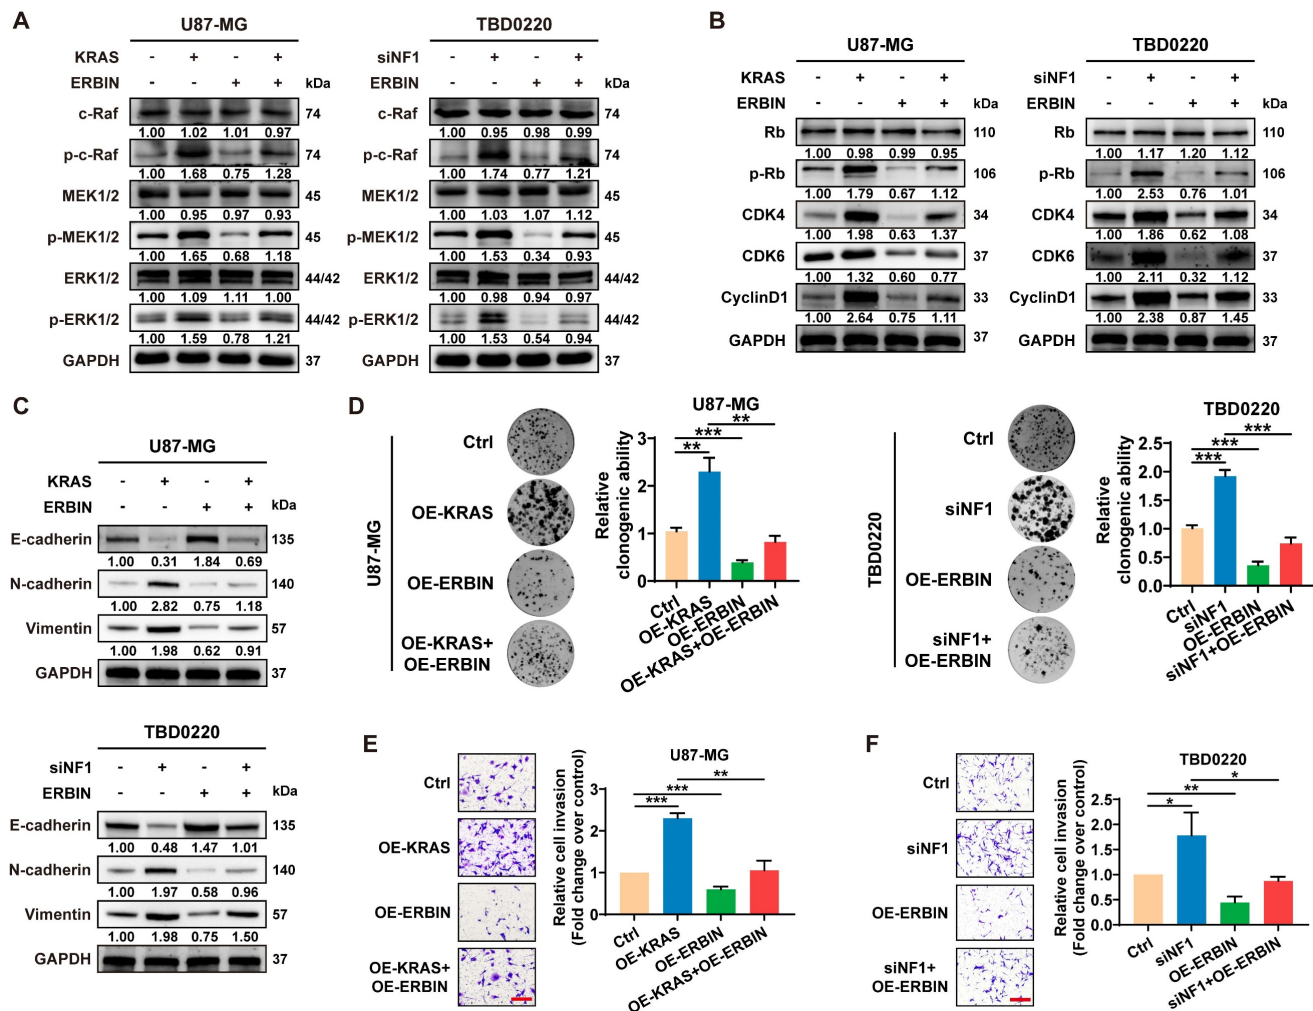 A
U87-MG
KRAS - + - +
ERBIN - - + + kDa
c-Raf 74
1.00 1.02 1.01 0.97
p-c-Raf 74
1.00 1.68 0.75 1.28
MEK1/2 45
1.00 0.95 0.97 0.93
p-MEK1/2 45
1.00 1.65 0.68 1.18
ERK1/2 44/42
1.00 1.09 1.11 1.00
p-ERK1/2 44/42
1.00 1.59 0.78 1.21
GAPDH 37
TBD0220
siNF1 - + - +
ERBIN - - + + kDa
c-Raf 74
1.00 0.95 0.98 0.99
p-c-Raf 74
1.00 1.74 0.77 1.21
MEK1/2 45
1.00 1.03 1.07 1.12
p-MEK1/2 45
1.00 1.53 0.34 0.93
ERK1/2 44/42
1.00 0.98 0.94 0.97
p-ERK1/2 44/42
1.00 1.53 0.54 0.94
GAPDH 37
B
U87-MG
KRAS - + - +
ERBIN - - + + kDa
Rb 110
1.00 0.98 0.99 0.95
p-Rb 106
1.00 1.79 0.67 1.12
CDK4 34
1.00 1.98 0.63 1.37
CDK6 37
1.00 1.32 0.60 0.77
CyclinD1 33
1.00 2.64 0.75 1.11
GAPDH 37
TBD0220
siNF1 - + - +
ERBIN - - + + kDa
Rb 110
1.00 1.17 1.20 1.12
p-Rb 106
1.00 2.53 0.76 1.01
CDK4 34
1.00 1.86 0.62 1.08
CDK6 37
1.00 2.11 0.32 1.12
CyclinD1 33
1.00 2.38 0.87 1.45
GAPDH 37
C
U87-MG
KRAS - + - +
ERBIN - - + + kDa
E-cadherin 135
1.00 0.31 1.84 0.69
N-cadherin 140
1.00 2.82 0.75 1.18
Vimentin 57
1.00 1.98 0.62 0.91
GAPDH 37
TBD0220
siNF1 - + - +
ERBIN - - + + kDa
E-cadherin 135
1.00 0.48 1.47 1.01
N-cadherin 140
1.00 1.97 0.58 0.96
Vimentin 57
1.00 1.98 0.75 1.50
GAPDH 37
D
U87-MG
Ctrl
OE-KRAS
OE-ERBIN
OE-KRAS+
OE-ERBIN
U87-MG
Relative
clonogenic ability
3
2
1
0
**
***
**
Ctrl
OE-KRAS
OE-ERBIN
OE-KRAS+OE-ERBIN
TBD0220
Ctrl
siNF1
OE-ERBIN
siNF1+
OE-ERBIN
TBD0220
Relative
clonogenic ability
2.5
2.0
1.5
1.0
0.5
0.0
***
***
***
Ctrl
siNF1
OE-ERBIN
siNF1+OE-ERBIN
E
Ctrl
OE-KRAS
OE-ERBIN
OE-KRAS+
OE-ERBIN
U87-MG
Relative cell invasion
(Fold change over control)
3
2
1
0
**
***
***
Ctrl
OE-KRAS
OE-ERBIN
OE-KRAS+OE-ERBIN
F
Ctrl
siNF1
OE-ERBIN
siNF1+
OE-ERBIN
TBD0220
Relative cell invasion
(Fold change over control)
2.5
2.0
1.5
1.0
0.5
0.0
*
**
*
Ctrl
siNF1
OE-ERBIN
siNF1+OE-ERBIN